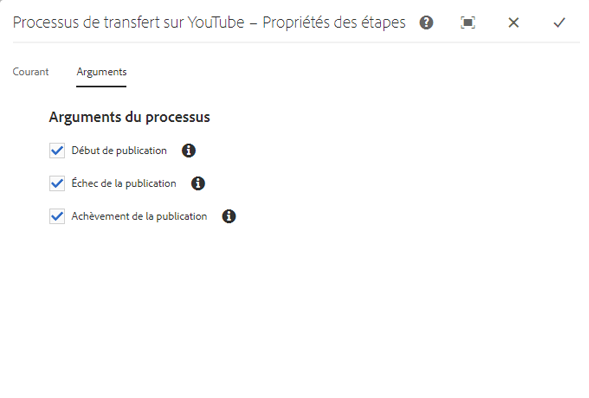 Processus de transfert sur YouTube – Propriétés des étapes
Courant Arguments
Arguments du processus
Début de publication
Échec de la publication
Achèvement de la publication